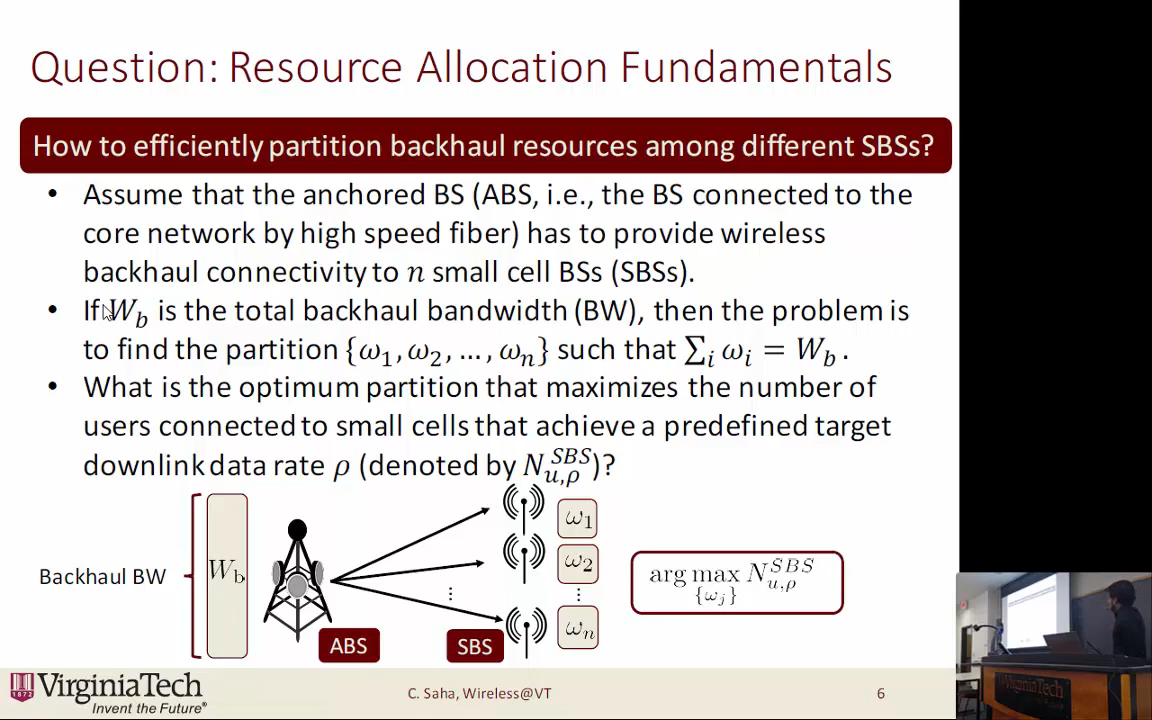 Question: Resource Allocation Fundamentals
How to efficiently partition backhaul resources among different SBSs?
• Assume that the anchored BS (ABS, i.e., the BS connected to the
core network by high speed fiber) has to provide wireless
backhaul connectivity to n small cell BSs (SBSs).
• If W_b is the total backhaul bandwidth (BW), then the problem is
to find the partition {ω_1, ω_2, …, ω_n} such that ∑_i ω_i = W_b .
• What is the optimum partition that maximizes the number of
users connected to small cells that achieve a predefined target
downlink data rate ρ (denoted by N_{u,ρ}^{SBS})?
Backhaul BW
W_b
ABS
SBS
ω_1
ω_2
⋮
⋮
ω_n
arg max N_{u,ρ}^{SBS}
{ω_j}
1872
VirginiaTech
Invent the Future®
C. Saha, Wireless@VT
6
VirginiaTech